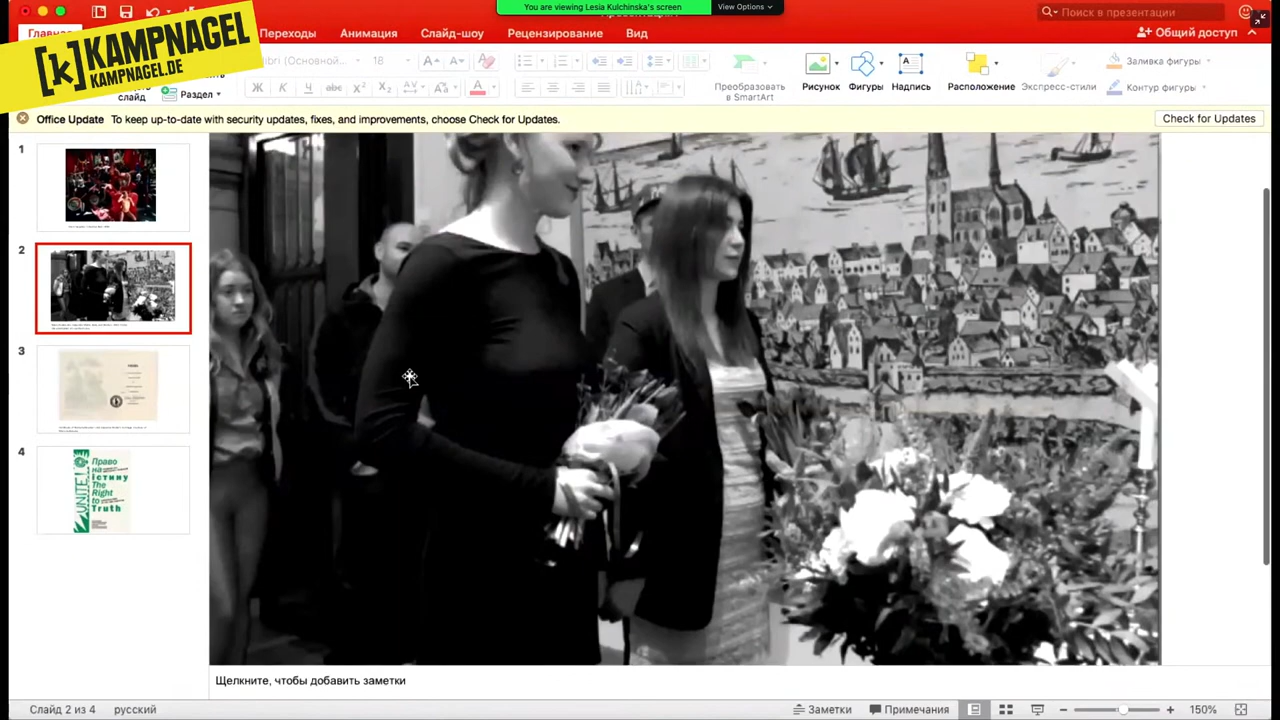 You are viewing Lesia Kulchinska's screen
View Options
[k] KAMPNAGEL
KAMPNAGEL.DE
Поиск в презентации
Переходы
Анимация
Слайд-шоу
Рецензирование
Вид
Общий доступ
слайд
Раздел
18
Преобразовать
в SmartArt
Рисунок
Фигуры
Надпись
Расположение
Экспресс-стили
Заливка фигуры
Контур фигуры
Office Update To keep up-to-date with security updates, fixes, and improvements, choose Check for Updates.
Check for Updates
1
2
3
4
UNITE!
Право
на
істину
The
Right
to
Truth
Щелкните, чтобы добавить заметки
Слайд 2 из 4
русский
Заметки
Примечания
150%